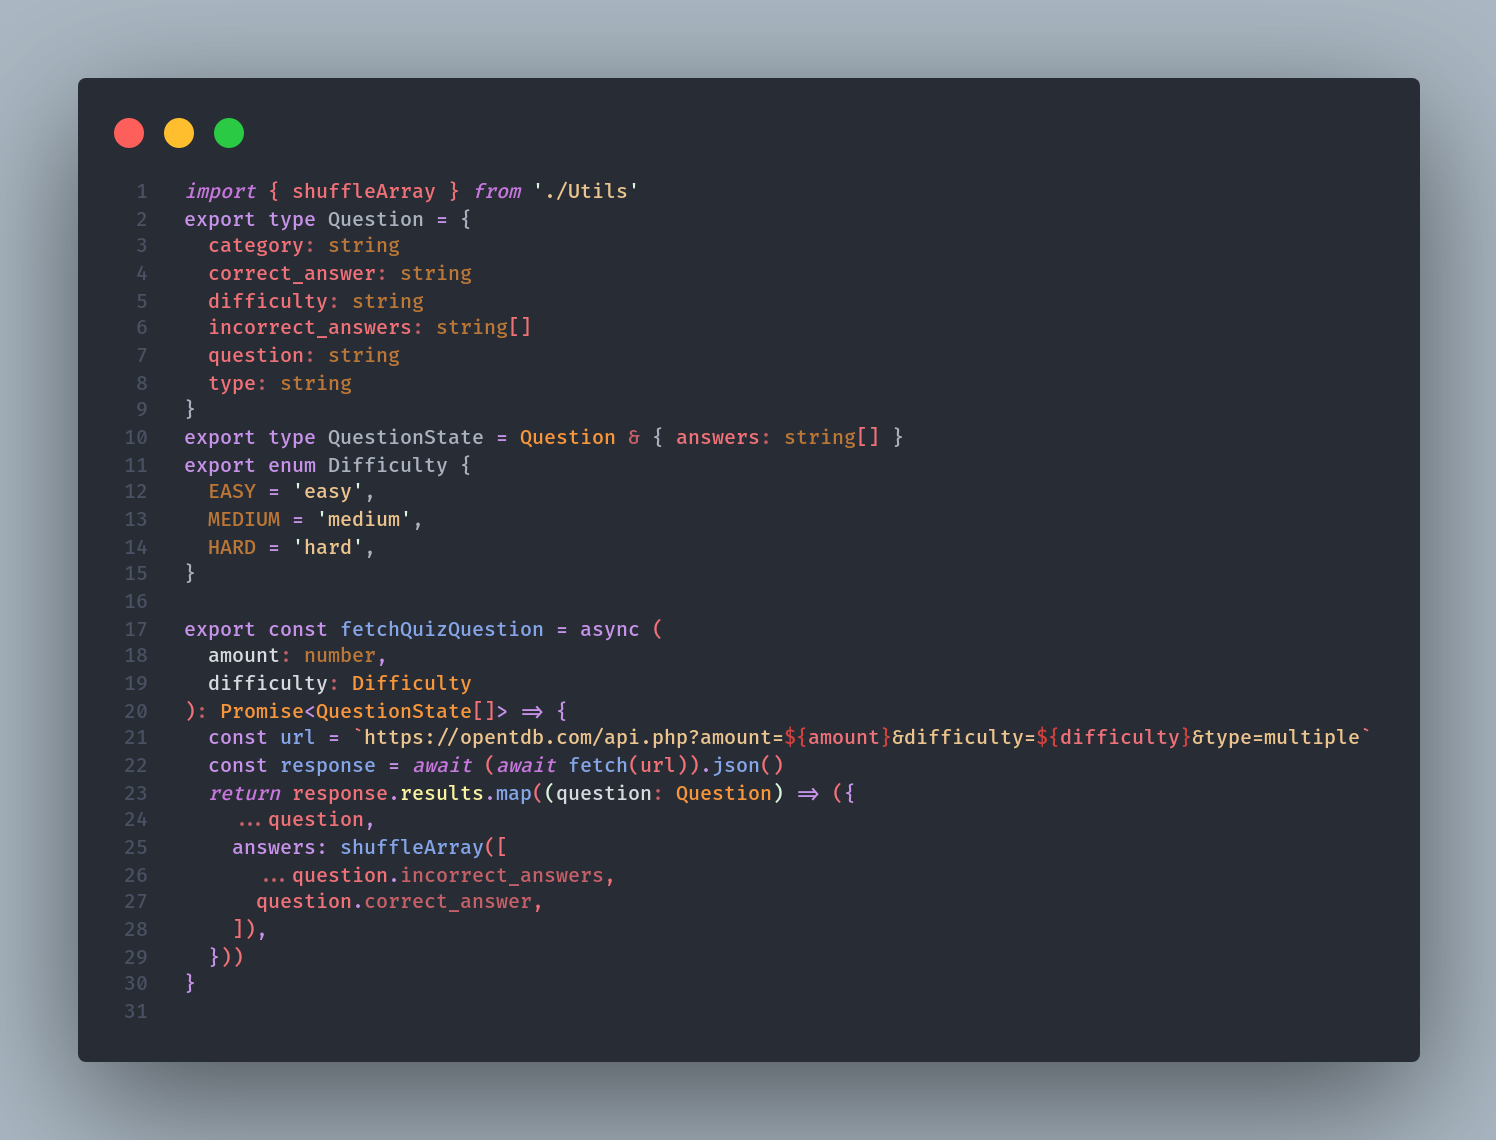 1 import { shuffleArray } from './Utils'
2 export type Question = {
3   category: string
4   correct_answer: string
5   difficulty: string
6   incorrect_answers: string[]
7   question: string
8   type: string
9 }
10 export type QuestionState = Question & { answers: string[] }
11 export enum Difficulty {
12   EASY = 'easy',
13   MEDIUM = 'medium',
14   HARD = 'hard',
15 }
16
17 export const fetchQuizQuestion = async (
18   amount: number,
19   difficulty: Difficulty
20 ): Promise<QuestionState[]> => {
21   const url = `https://opentdb.com/api.php?amount=${amount}&difficulty=${difficulty}&type=multiple`
22   const response = await (await fetch(url)).json()
23   return response.results.map((question: Question) => ({
24     ...question,
25     answers: shuffleArray([
26       ...question.incorrect_answers,
27       question.correct_answer,
28     ]),
29   }))
30 }
31